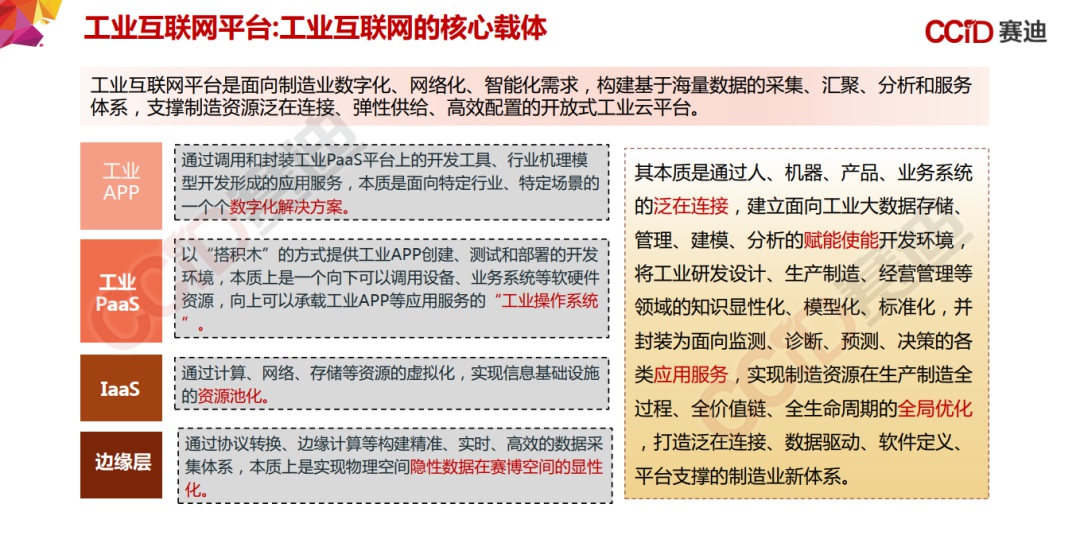 工业互联网平台:工业互联网的核心载体
CCiD 赛迪
工业互联网平台是面向制造业数字化、网络化、智能化需求，构建基于海量数据的采集、汇聚、分析和服务
体系，支撑制造资源泛在连接、弹性供给、高效配置的开放式工业云平台。
工业
APP
通过调用和封装工业PaaS平台上的开发工具、行业机理模
型开发形成的应用服务，本质是面向特定行业、特定场景的
一个个数字化解决方案。
工业
PaaS
以“搭积木”的方式提供工业APP创建、测试和部署的开发
环境，本质上是一个向下可以调用设备、业务系统等软硬件
资源，向上可以承载工业APP等应用服务的“工业操作系统
”。
IaaS
通过计算、网络、存储等资源的虚拟化，实现信息基础设施
的资源池化。
边缘层
通过协议转换、边缘计算等构建精准、实时、高效的数据采
集体系，本质上是实现物理空间隐性数据在赛博空间的显性
化。
其本质是通过人、机器、产品、业务系统
的泛在连接，建立面向工业大数据存储、
管理、建模、分析的赋能使能开发环境，
将工业研发设计、生产制造、经营管理等
领域的知识显性化、模型化、标准化，并
封装为面向监测、诊断、预测、决策的各
类应用服务，实现制造资源在生产制造全
过程、全价值链、全生命周期的全局优化
，打造泛在连接、数据驱动、软件定义、
平台支撑的制造业新体系。
CCiD赛迪
CCiD赛迪